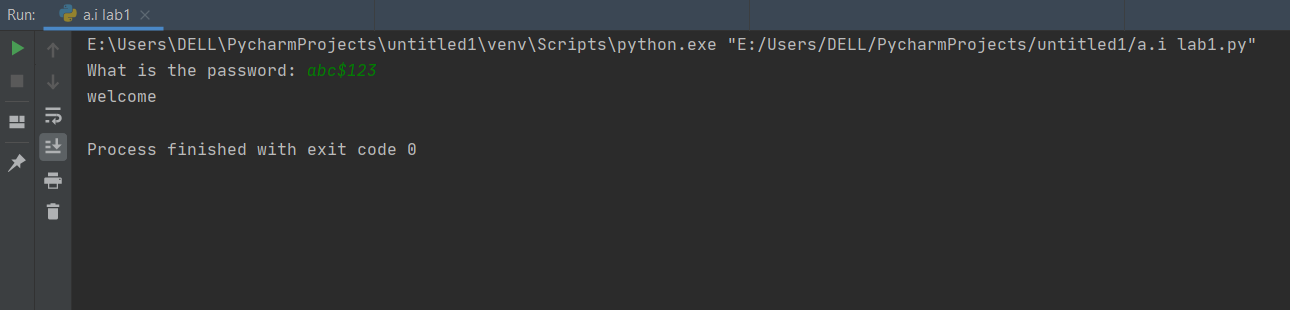 Run: a.i lab1
E:\Users\DELL\PycharmProjects\untitled1\venv\Scripts\python.exe "E:/Users/DELL/PycharmProjects/untitled1/a.i lab1.py"
What is the password: abc$123
welcome
Process finished with exit code 0